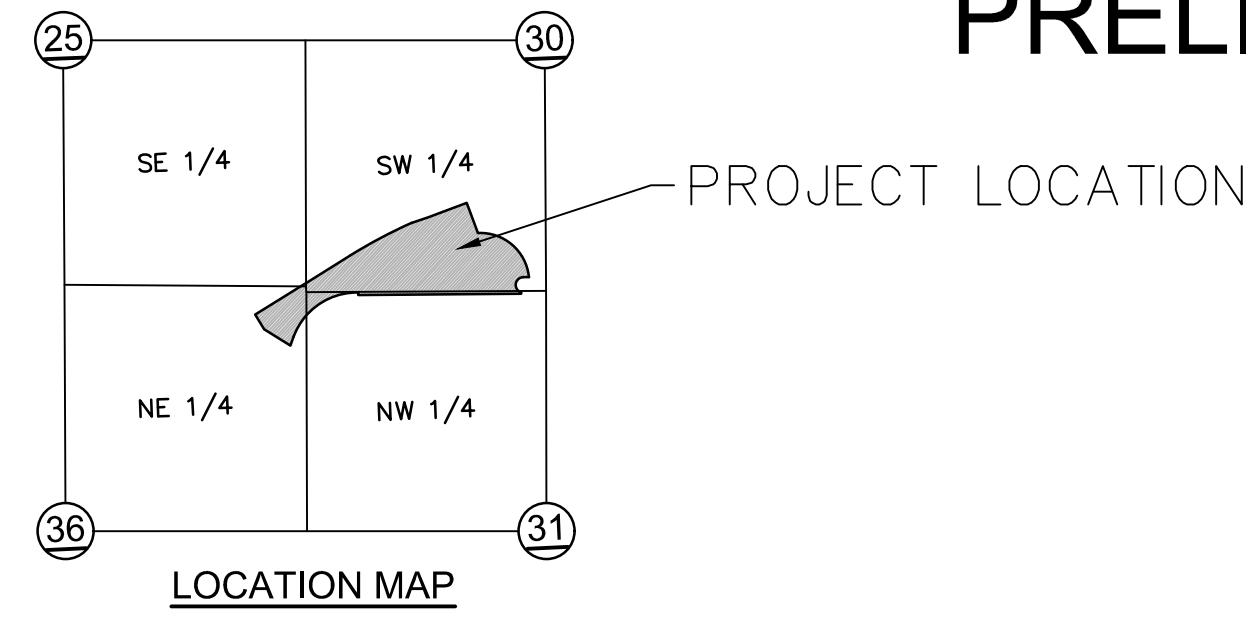 PREL
25
30
SE 1/4
SW 1/4
PROJECT LOCATION
NE 1/4
NW 1/4
36
31
LOCATION MAP